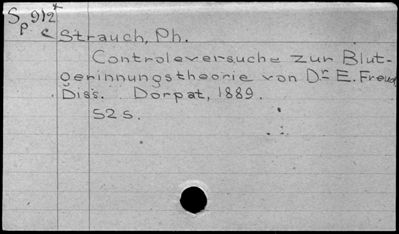 Sp 912*
c Strauch, Ph.
Controleversuche zur Blut-
gerinnungstheorie von Dr E. Freud
Diss. Dorpat, 1889.
52 s.